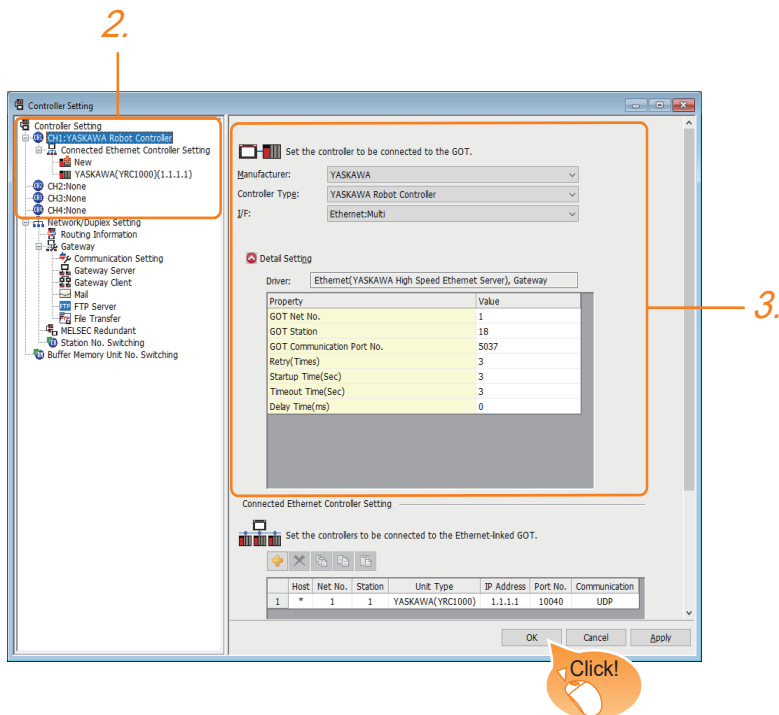 2.
Controller Setting
Controller Setting
CH1:YASKAWA Robot Controller
Connected Ethernet Controller Setting
New
YASKAWA(YRC1000)(1.1.1.1)
CH2:None
CH3:None
CH4:None
Network/Duplex Setting
Routing Information
Gateway
Communication Setting
Gateway Server
Gateway Client
Mail
FTP Server
File Transfer
MELSEC Redundant
Station No. Switching
Buffer Memory Unit No. Switching
Set the controller to be connected to the GOT.
Manufacturer: YASKAWA
Controller Type: YASKAWA Robot Controller
I/F: Ethernet:Multi
Detail Setting
Driver: Ethernet(YASKAWA High Speed Ethernet Server), Gateway
Property Value
GOT Net No. 1
GOT Station 18
GOT Communication Port No. 5037
Retry(Times) 3
Startup Time(Sec) 3
Timeout Time(Sec) 3
Delay Time(ms) 0
3.
Connected Ethernet Controller Setting
Set the controllers to be connected to the Ethernet-linked GOT.
Host Net No. Station Unit Type IP Address Port No. Communication
1 * 1 1 YASKAWA(YRC1000) 1.1.1.1 10040 UDP
OK Cancel Apply
Click!